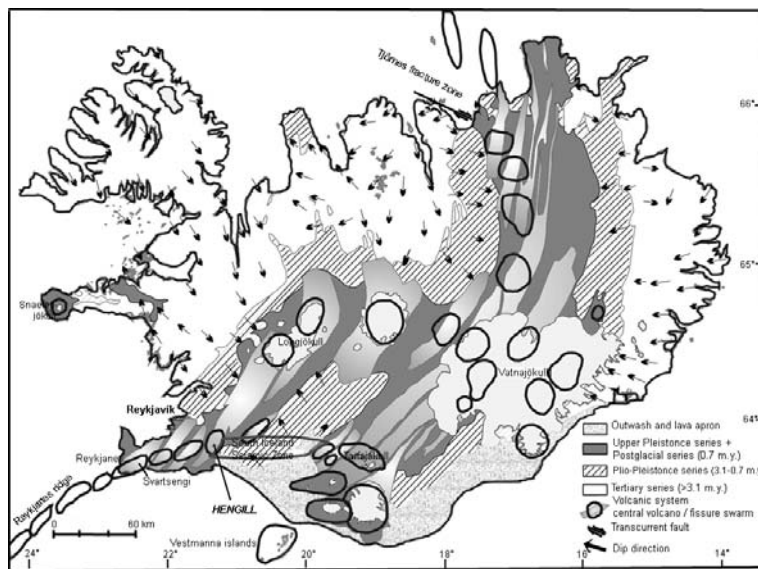 Tjörnes fracture zone
66°
65°
64°
Snaefells
jökull
Langjökull
Vatnajökull
Reykjavík
Reykjanes
Svartsengi
South Iceland
Seismic Zone
HENGILL
Reykjanes ridge
Vestmanna islands
0
60 km
24°
22°
20°
18°
16°
14°
Outwash and lava apron
Upper Pleistonce series +
Postglacial series (0.7 m.y.)
Plio-Pleistonce series (3.1-0.7 m.y.)
Tertiary series (>3.1 m.y.)
Volcanic system
central volcano / fissure swarm
Transcurrent fault
Dip direction